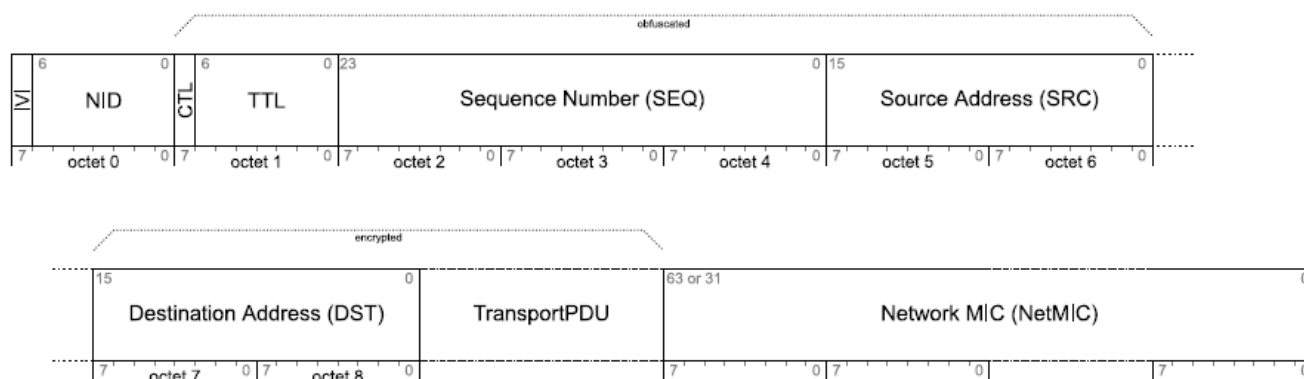 obfuscated
6 0 6 0 23 0 15 0
IVI NID CTL TTL Sequence Number (SEQ) Source Address (SRC)
7 octet 0 0 7 octet 1 0 7 octet 2 0 7 octet 3 0 7 octet 4 0 7 octet 5 0 7 octet 6 0
encrypted
15 0 63 or 31 0
Destination Address (DST) TransportPDU Network MIC (NetMIC)
7 octet 7 0 7 octet 8 0 7 0 7 0 7 0